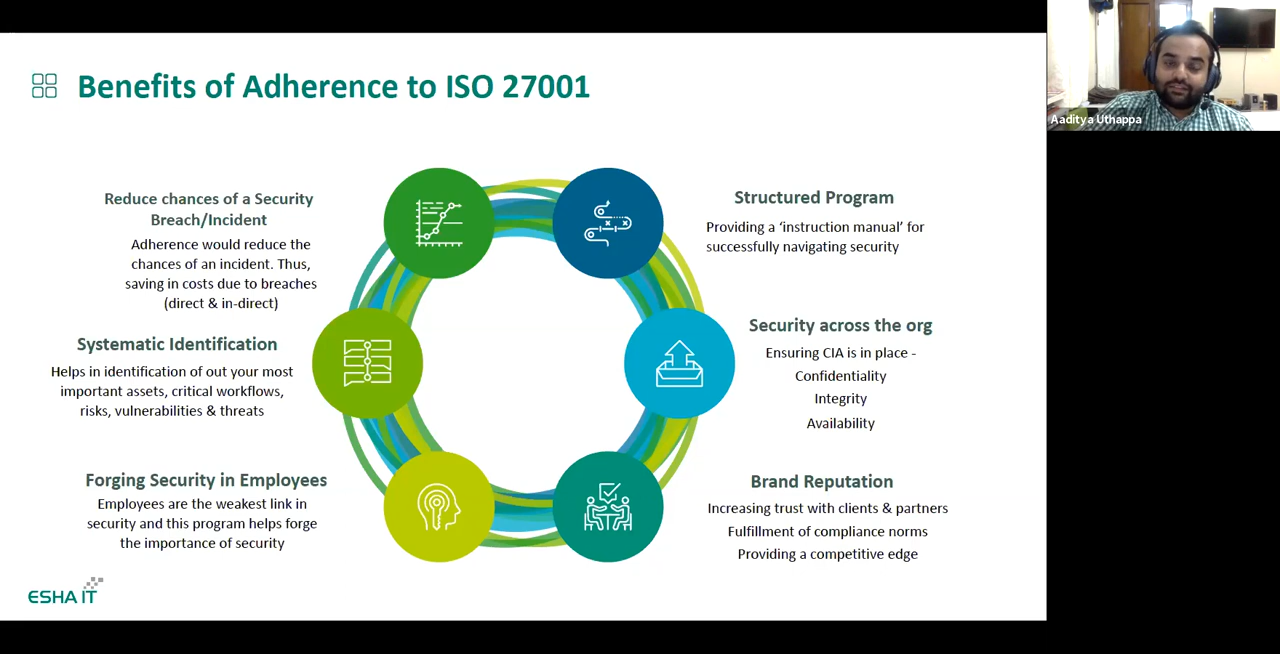 Benefits of Adherence to ISO 27001
Aaditya Uthappa
Reduce chances of a Security
Breach/Incident
Adherence would reduce the
chances of an incident. Thus,
saving in costs due to breaches
(direct & in-direct)
Systematic Identification
Helps in identification of out your most
important assets, critical workflows,
risks, vulnerabilities & threats
Forging Security in Employees
Employees are the weakest link in
security and this program helps forge
the importance of security
Structured Program
Providing a ‘instruction manual’ for
successfully navigating security
Security across the org
Ensuring CIA is in place -
Confidentiality
Integrity
Availability
Brand Reputation
Increasing trust with clients & partners
Fulfillment of compliance norms
Providing a competitive edge
ESHA IT